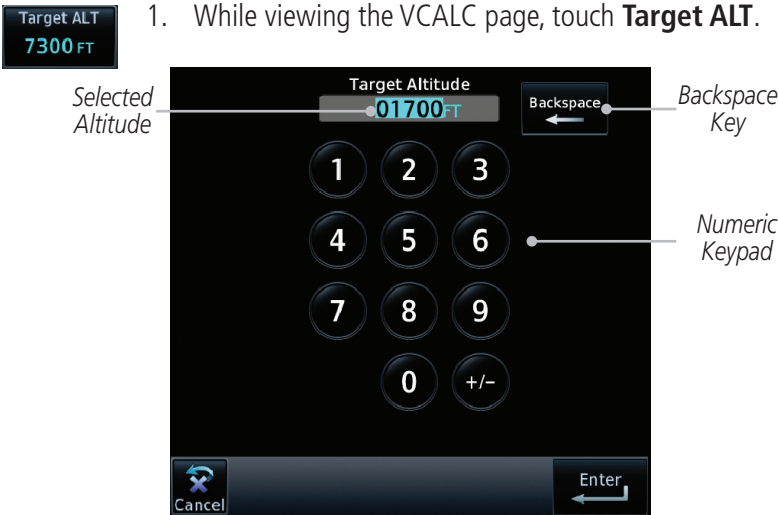 Target ALT
7300 FT
1. While viewing the VCALC page, touch Target ALT.
Selected
Altitude
Target Altitude
01700FT
Backspace
Backspace
Key
1 2 3
4 5 6
Numeric
Keypad
7 8 9
0 +/-
Cancel
Enter